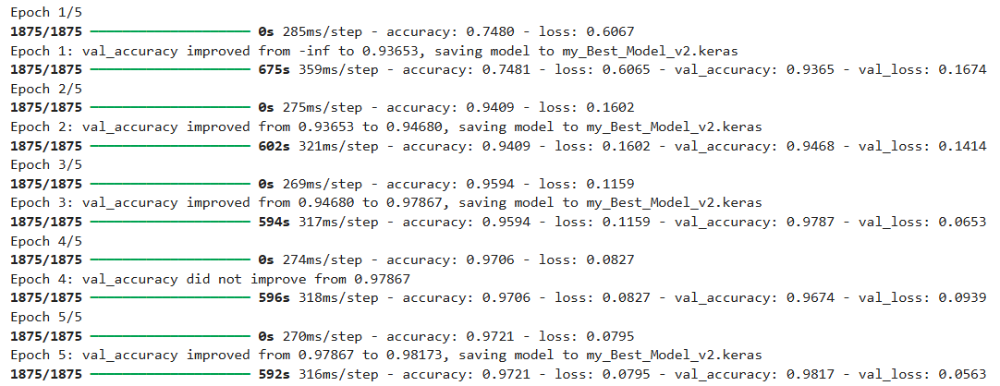 Epoch 1/5
1875/1875 ━━━━━━━━━━━━━━━━━━━━ 0s 285ms/step - accuracy: 0.7480 - loss: 0.6067
Epoch 1: val_accuracy improved from -inf to 0.93653, saving model to my_Best_Model_v2.keras
1875/1875 ━━━━━━━━━━━━━━━━━━━━ 675s 359ms/step - accuracy: 0.7481 - loss: 0.6065 - val_accuracy: 0.9365 - val_loss: 0.1674
Epoch 2/5
1875/1875 ━━━━━━━━━━━━━━━━━━━━ 0s 275ms/step - accuracy: 0.9409 - loss: 0.1602
Epoch 2: val_accuracy improved from 0.93653 to 0.94680, saving model to my_Best_Model_v2.keras
1875/1875 ━━━━━━━━━━━━━━━━━━━━ 602s 321ms/step - accuracy: 0.9409 - loss: 0.1602 - val_accuracy: 0.9468 - val_loss: 0.1414
Epoch 3/5
1875/1875 ━━━━━━━━━━━━━━━━━━━━ 0s 269ms/step - accuracy: 0.9594 - loss: 0.1159
Epoch 3: val_accuracy improved from 0.94680 to 0.97867, saving model to my_Best_Model_v2.keras
1875/1875 ━━━━━━━━━━━━━━━━━━━━ 594s 317ms/step - accuracy: 0.9594 - loss: 0.1159 - val_accuracy: 0.9787 - val_loss: 0.0653
Epoch 4/5
1875/1875 ━━━━━━━━━━━━━━━━━━━━ 0s 274ms/step - accuracy: 0.9706 - loss: 0.0827
Epoch 4: val_accuracy did not improve from 0.97867
1875/1875 ━━━━━━━━━━━━━━━━━━━━ 596s 318ms/step - accuracy: 0.9706 - loss: 0.0827 - val_accuracy: 0.9674 - val_loss: 0.0939
Epoch 5/5
1875/1875 ━━━━━━━━━━━━━━━━━━━━ 0s 270ms/step - accuracy: 0.9721 - loss: 0.0795
Epoch 5: val_accuracy improved from 0.97867 to 0.98173, saving model to my_Best_Model_v2.keras
1875/1875 ━━━━━━━━━━━━━━━━━━━━ 592s 316ms/step - accuracy: 0.9721 - loss: 0.0795 - val_accuracy: 0.9817 - val_loss: 0.0563